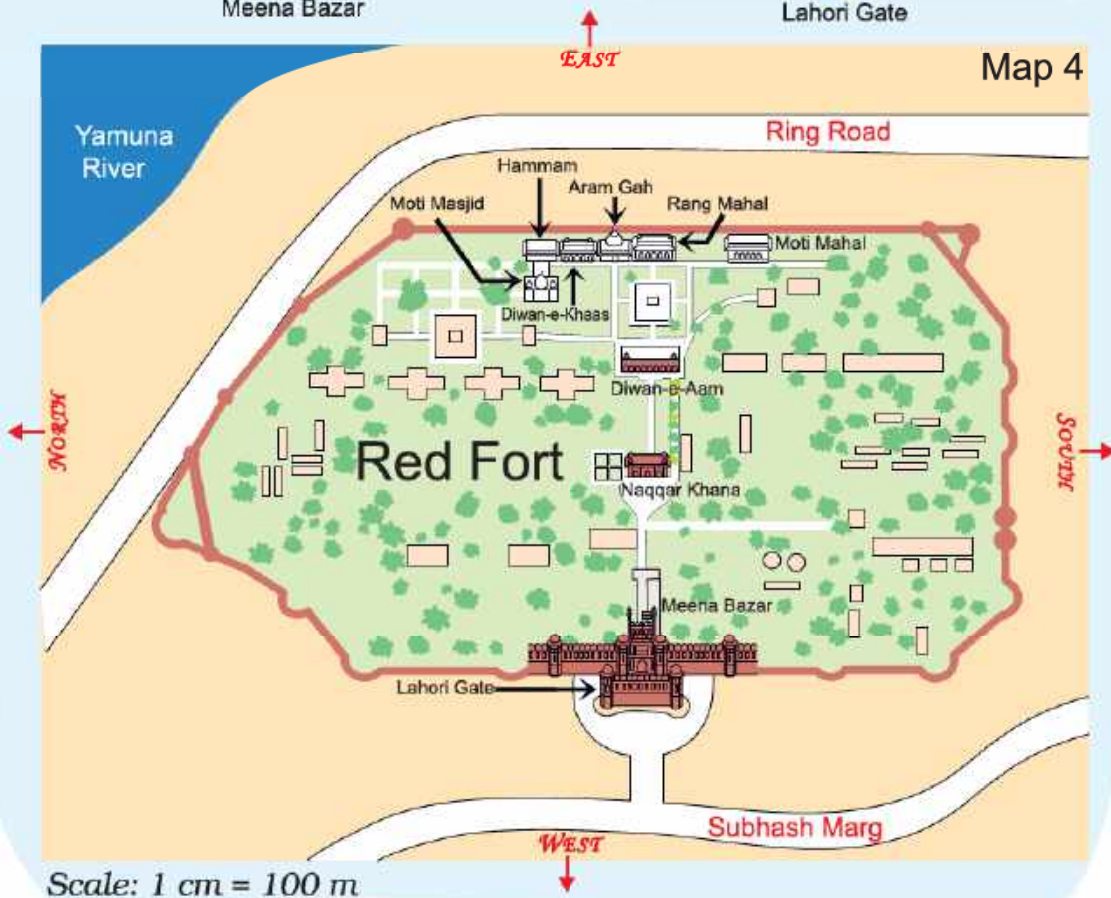 Meena Bazar
Lahori Gate
EAST
Map 4
Yamuna
River
Ring Road
Hammam
Aram Gah
Moti Masjid
Rang Mahal
Moti Mahal
Diwan-e-Khaas
Diwan-e-Aam
NORTH
SOUTH
Red Fort
Naqqar Khana
Meena Bazar
Lahori Gate
Subhash Marg
WEST
Scale: 1 cm = 100 m